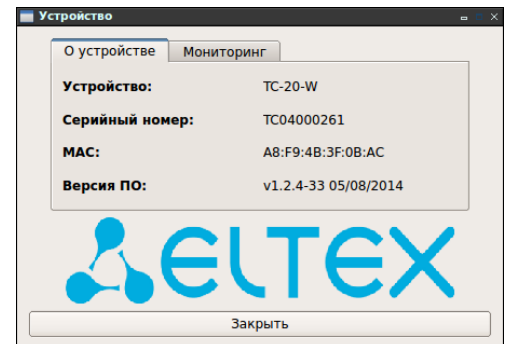 Устройство
О устройстве Мониторинг
Устройство: TC-20-W
Серийный номер: TC04000261
MAC: A8:F9:4B:3F:0B:AC
Версия ПО: v1.2.4-33 05/08/2014
ELTEX
Закрыть